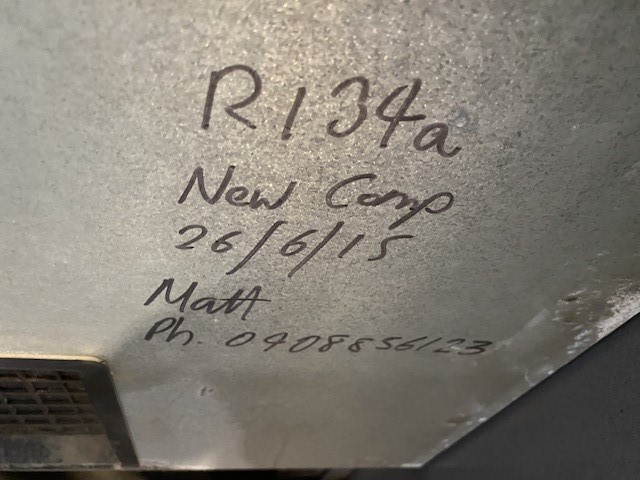 R134a
New Comp
26/6/15
Matt
Ph. 0408856123